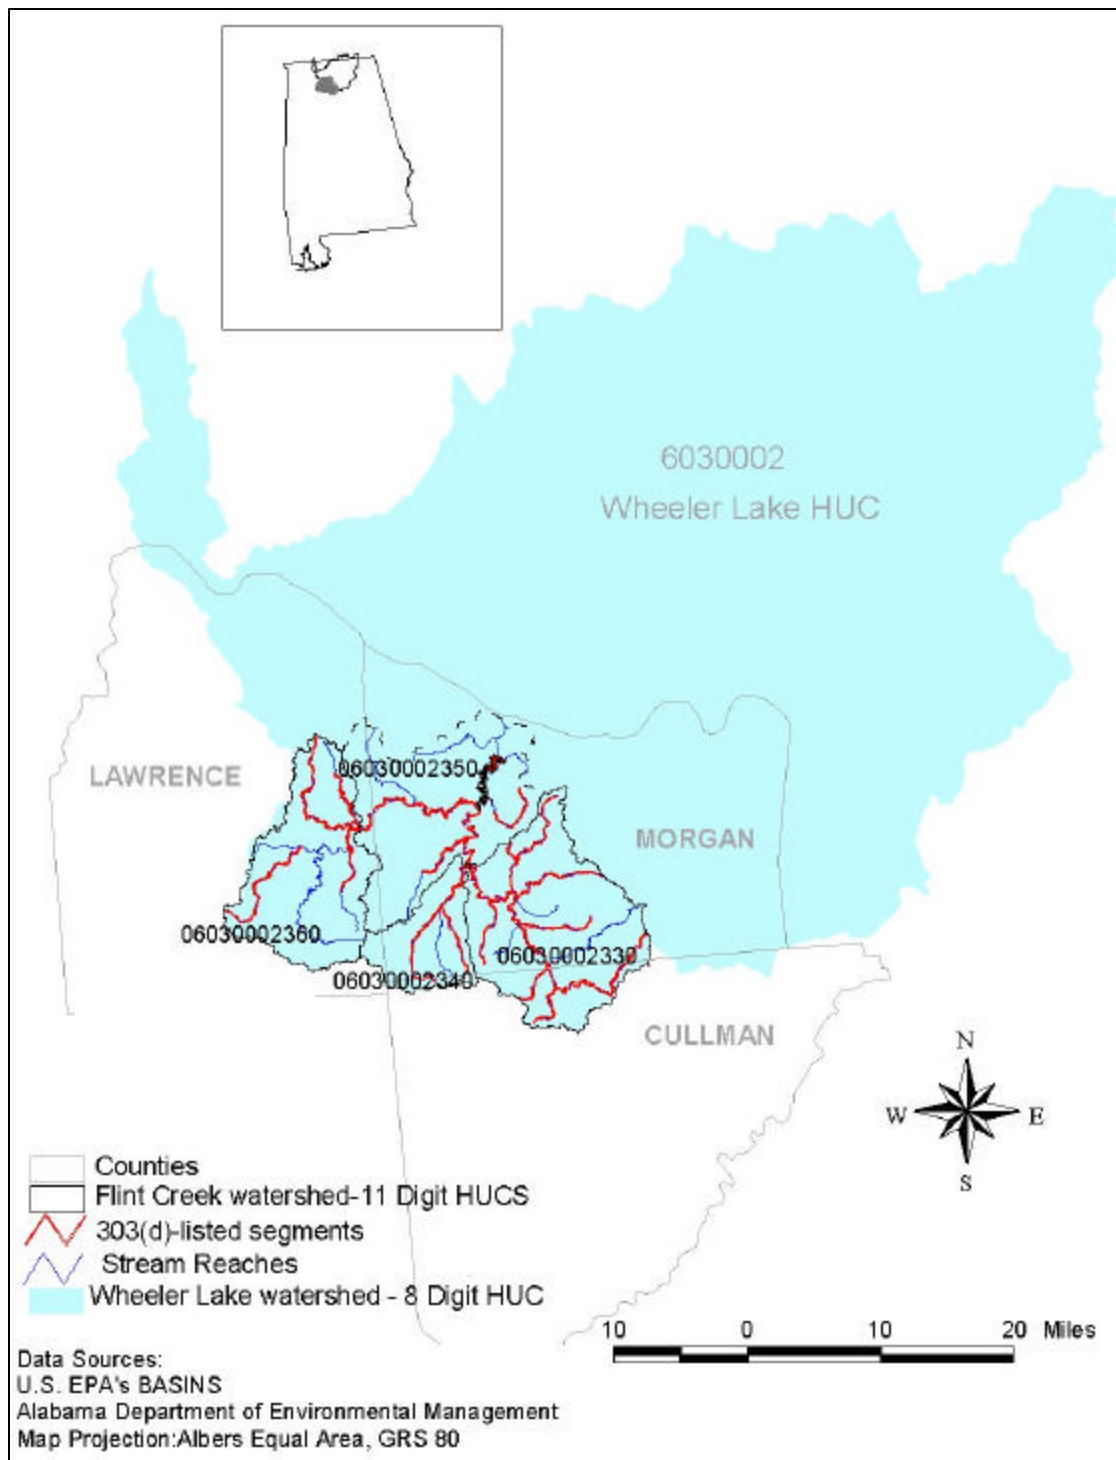 6030002
Wheeler Lake HUC
LAWRENCE
06030002350
MORGAN
06030002360
06030002330
06030002340
CULLMAN
N
W
E
S
Counties
Flint Creek watershed-11 Digit HUCS
303(d)-listed segments
Stream Reaches
Wheeler Lake watershed - 8 Digit HUC
10 0 10 20 Miles
Data Sources:
U.S. EPA's BASINS
Alabama Department of Environmental Management
Map Projection:Albers Equal Area, GRS 80